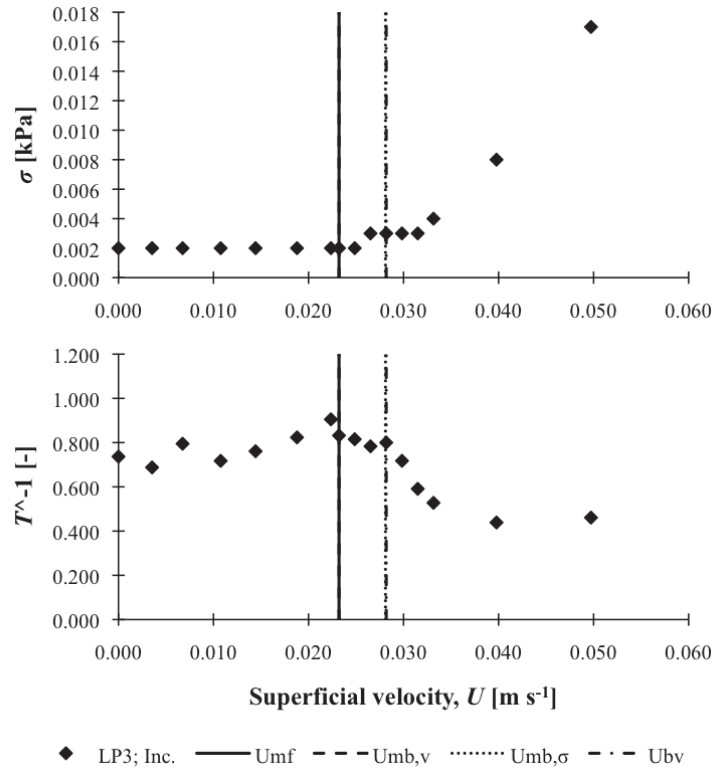 0.018
0.016
0.014
0.012
0.010
0.008
0.006
0.004
0.002
0.000
σ [kPa]
0.000 0.010 0.020 0.030 0.040 0.050 0.060
1.200
1.000
0.800
0.600
0.400
0.200
0.000
T^-1 [-]
0.000 0.010 0.020 0.030 0.040 0.050 0.060
Superficial velocity, U [m s⁻¹]
LP3; Inc. Umf Umb,v Umb,σ Ubv